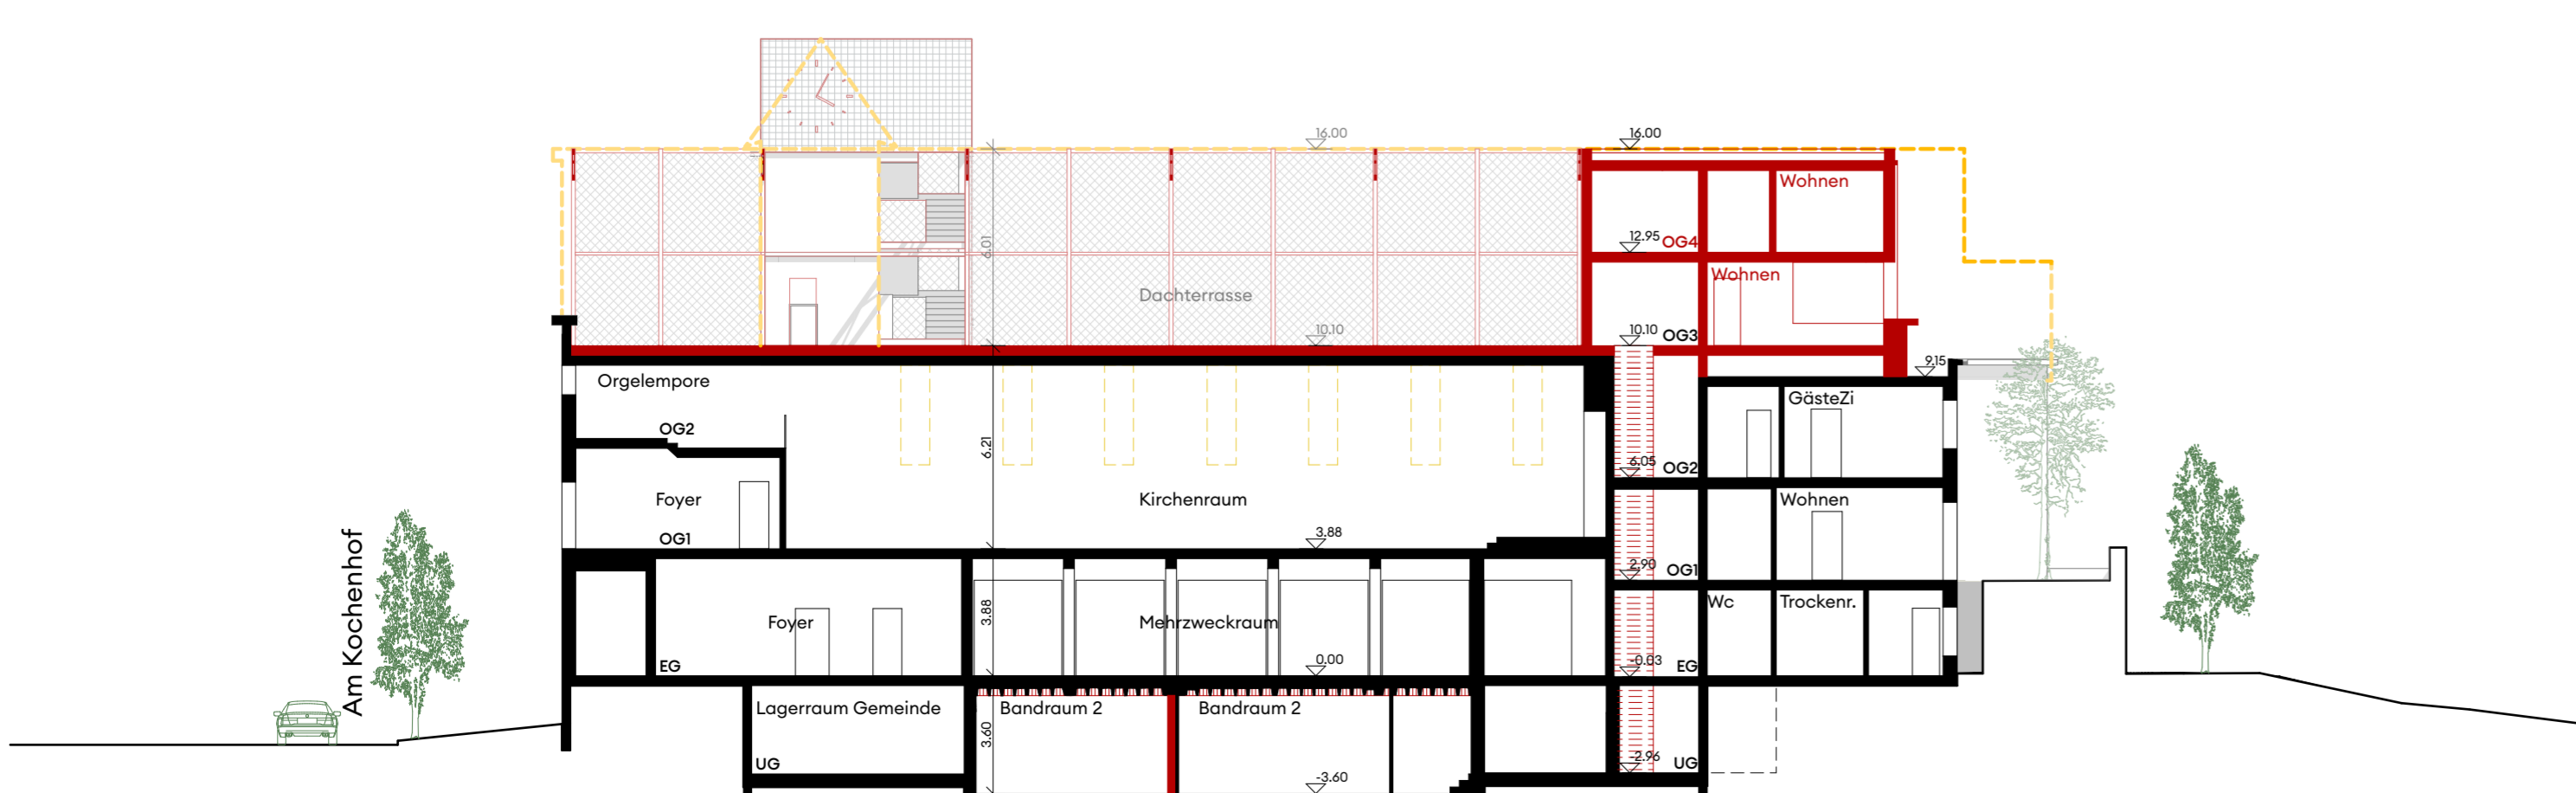 16.00
16.00
Wohnen
12.95 OG4
6.01
Wohnen
Dachterrasse
10.10
10.10 OG3
9.15
Orgelempore
GästeZi
OG2
6.21
6.05 OG2
Foyer
Kirchenraum
Wohnen
OG1
3.88
2.90 OG1
Am Kochenhof
Wc
Trockenr.
3.88
Foyer
Mehrzweckraum
EG
0.00
-0.03 EG
Lagerraum Gemeinde
Bandraum 2
Bandraum 2
3.60
UG
-3.60
-2.96 UG